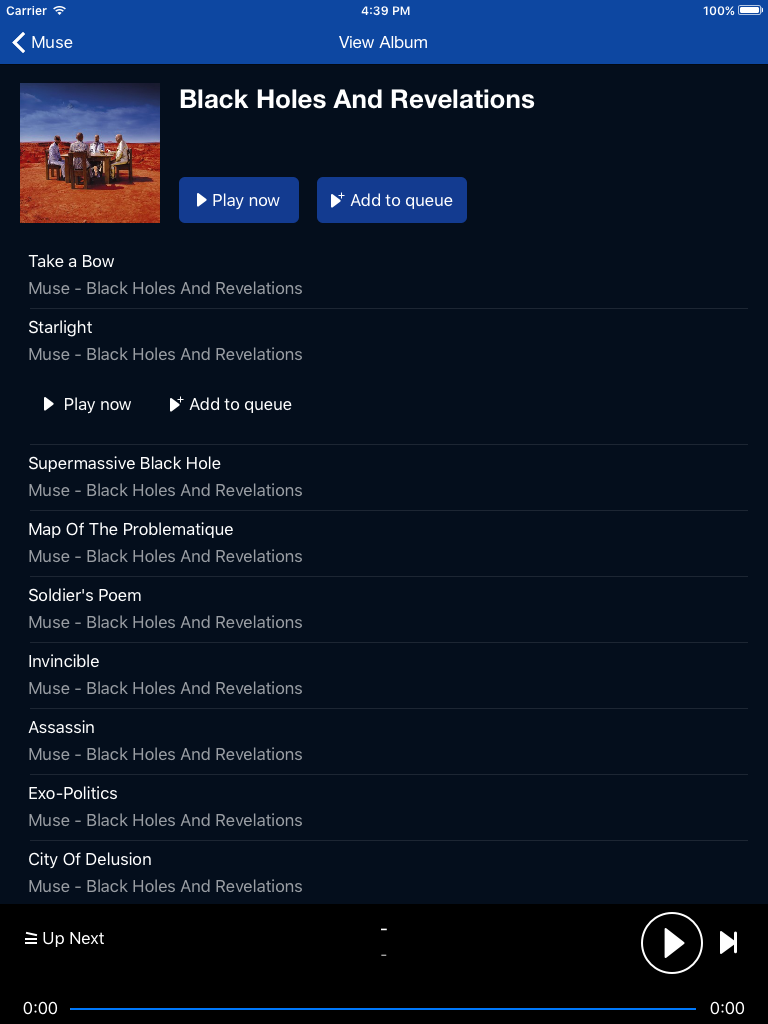 Carrier 4:39 PM 100%
Muse View Album
Black Holes And Revelations
Play now Add to queue
Take a Bow
Muse - Black Holes And Revelations
Starlight
Muse - Black Holes And Revelations
Play now Add to queue
Supermassive Black Hole
Muse - Black Holes And Revelations
Map Of The Problematique
Muse - Black Holes And Revelations
Soldier's Poem
Muse - Black Holes And Revelations
Invincible
Muse - Black Holes And Revelations
Assassin
Muse - Black Holes And Revelations
Exo-Politics
Muse - Black Holes And Revelations
City Of Delusion
Muse - Black Holes And Revelations
Up Next -
-
0:00 0:00